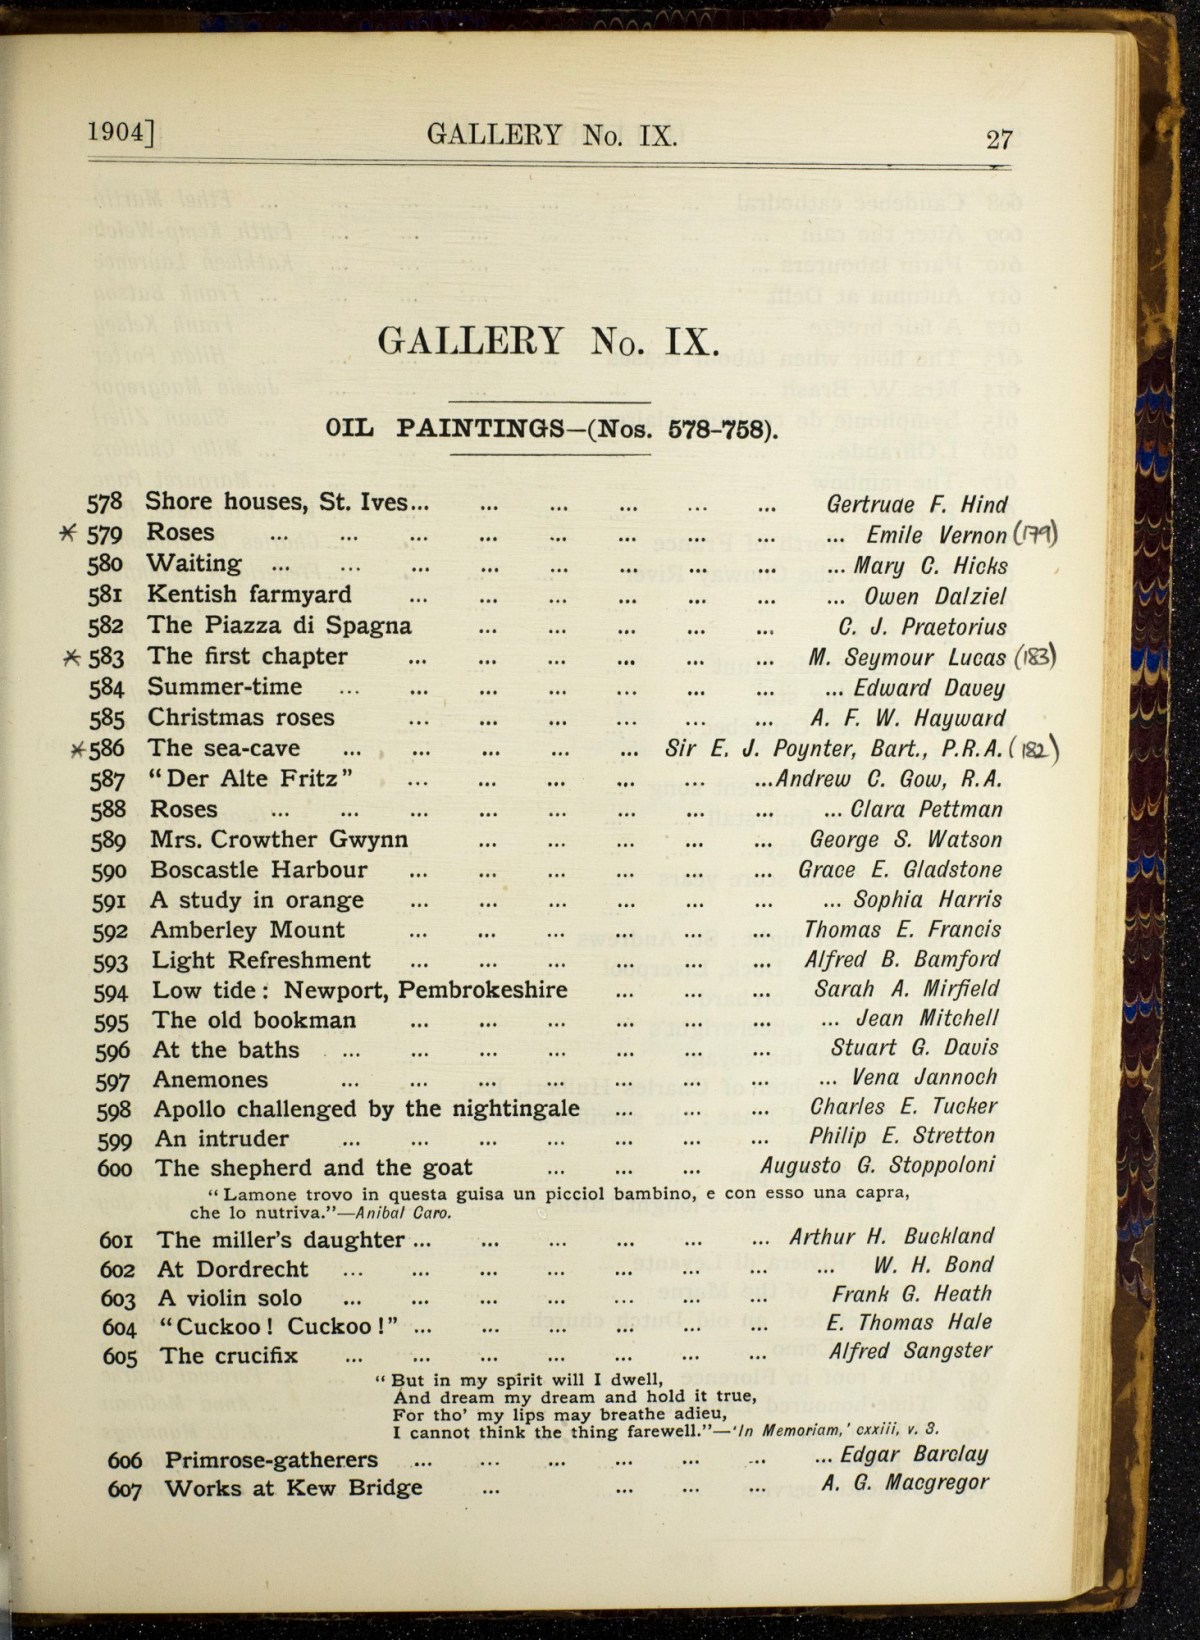 1904] GALLERY No. IX. 27
GALLERY No. IX.
OIL PAINTINGS—(Nos. 578-758).
578 Shore houses, St. Ives... ... ... ... ... ... Gertrude F. Hind
* 579 Roses ... ... ... ... ... ... ... ... ... Emile Vernon (179)
580 Waiting ... ... ... ... ... ... ... ... ... Mary C. Hicks
581 Kentish farmyard ... ... ... ... ... ... ... Owen Dalziel
582 The Piazza di Spagna ... ... ... ... ... C. J. Praetorius
* 583 The first chapter ... ... ... ... ... ... M. Seymour Lucas (183)
584 Summer-time ... ... ... ... ... ... ... ... Edward Davey
585 Christmas roses ... ... ... ... ... ... A. F. W. Hayward
* 586 The sea-cave ... ... ... ... ... Sir E. J. Poynter, Bart., P.R.A. (182)
587 “Der Alte Fritz” ... ... ... ... ... ...Andrew C. Gow, R.A.
588 Roses ... ... ... ... ... ... ... ... ... Clara Pettman
589 Mrs. Crowther Gwynn ... ... ... ... ... George S. Watson
590 Boscastle Harbour ... ... ... ... ... ... Grace E. Gladstone
591 A study in orange ... ... ... ... ... ... ... Sophia Harris
592 Amberley Mount ... ... ... ... ... ... Thomas E. Francis
593 Light Refreshment ... ... ... ... ... ... Alfred B. Bamford
594 Low tide: Newport, Pembrokeshire ... ... ... Sarah A. Mirfield
595 The old bookman ... ... ... ... ... ... ... Jean Mitchell
596 At the baths ... ... ... ... ... ... ... Stuart G. Davis
597 Anemones ... ... ... ... ... ... ... ... Vena Jannoch
598 Apollo challenged by the nightingale ... ... ... Charles E. Tucker
599 An intruder ... ... ... ... ... ... ... Philip E. Stretton
600 The shepherd and the goat ... ... ... Augusto G. Stoppoloni
“Lamone trovo in questa guisa un picciol bambino, e con esso una capra,
che lo nutriva.”—Anibal Caro.
601 The miller's daughter ... ... ... ... ... ... Arthur H. Buckland
602 At Dordrecht ... ... ... ... ... ... ... ... W. H. Bond
603 A violin solo ... ... ... ... ... ... ... Frank G. Heath
604 “Cuckoo! Cuckoo!” ... ... ... ... ... ... E. Thomas Hale
605 The crucifix ... ... ... ... ... ... ... Alfred Sangster
“But in my spirit will I dwell,
And dream my dream and hold it true,
For tho' my lips may breathe adieu,
I cannot think the thing farewell.”—‘In Memoriam,’ cxxiii, v. 3.
606 Primrose-gatherers ... ... ... ... ... ... ... Edgar Barclay
607 Works at Kew Bridge ... ... ... ... A. G. Macgregor